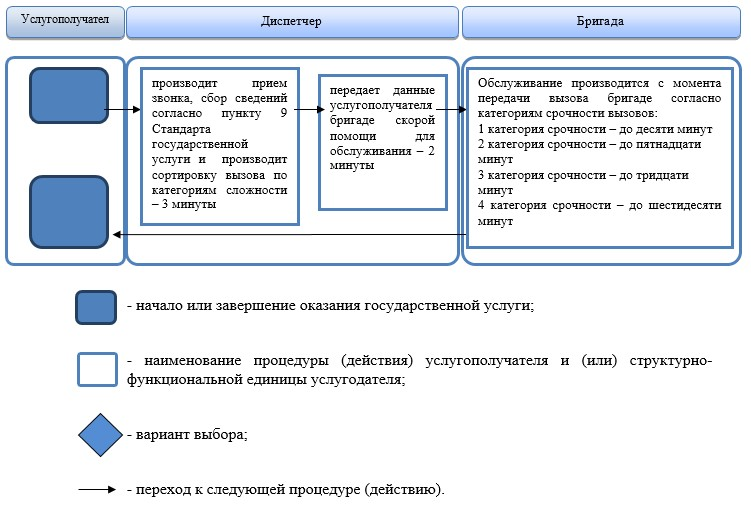 Услугополучател
Диспетчер
Бригада
производит прием
звонка, сбор сведений
согласно пункту 9
Стандарта
государственной
услуги и производит
сортировку вызова по
категориям сложности
– 3 минуты
передает данные
услугополучателя
бригаде скорой
помощи для
обслуживания – 2
минуты
Обслуживание производится с момента
передачи вызова бригаде согласно
категориям срочности вызовов:
1 категория срочности – до десяти минут
2 категория срочности – до пятнадцати
минут
3 категория срочности – до тридцати
минут
4 категория срочности – до шестидесяти
минут
- начало или завершение оказания государственной услуги;
- наименование процедуры (действия) услугополучателя и (или) структурно-
функциональной единицы услугодателя;
- вариант выбора;
- переход к следующей процедуре (действию).